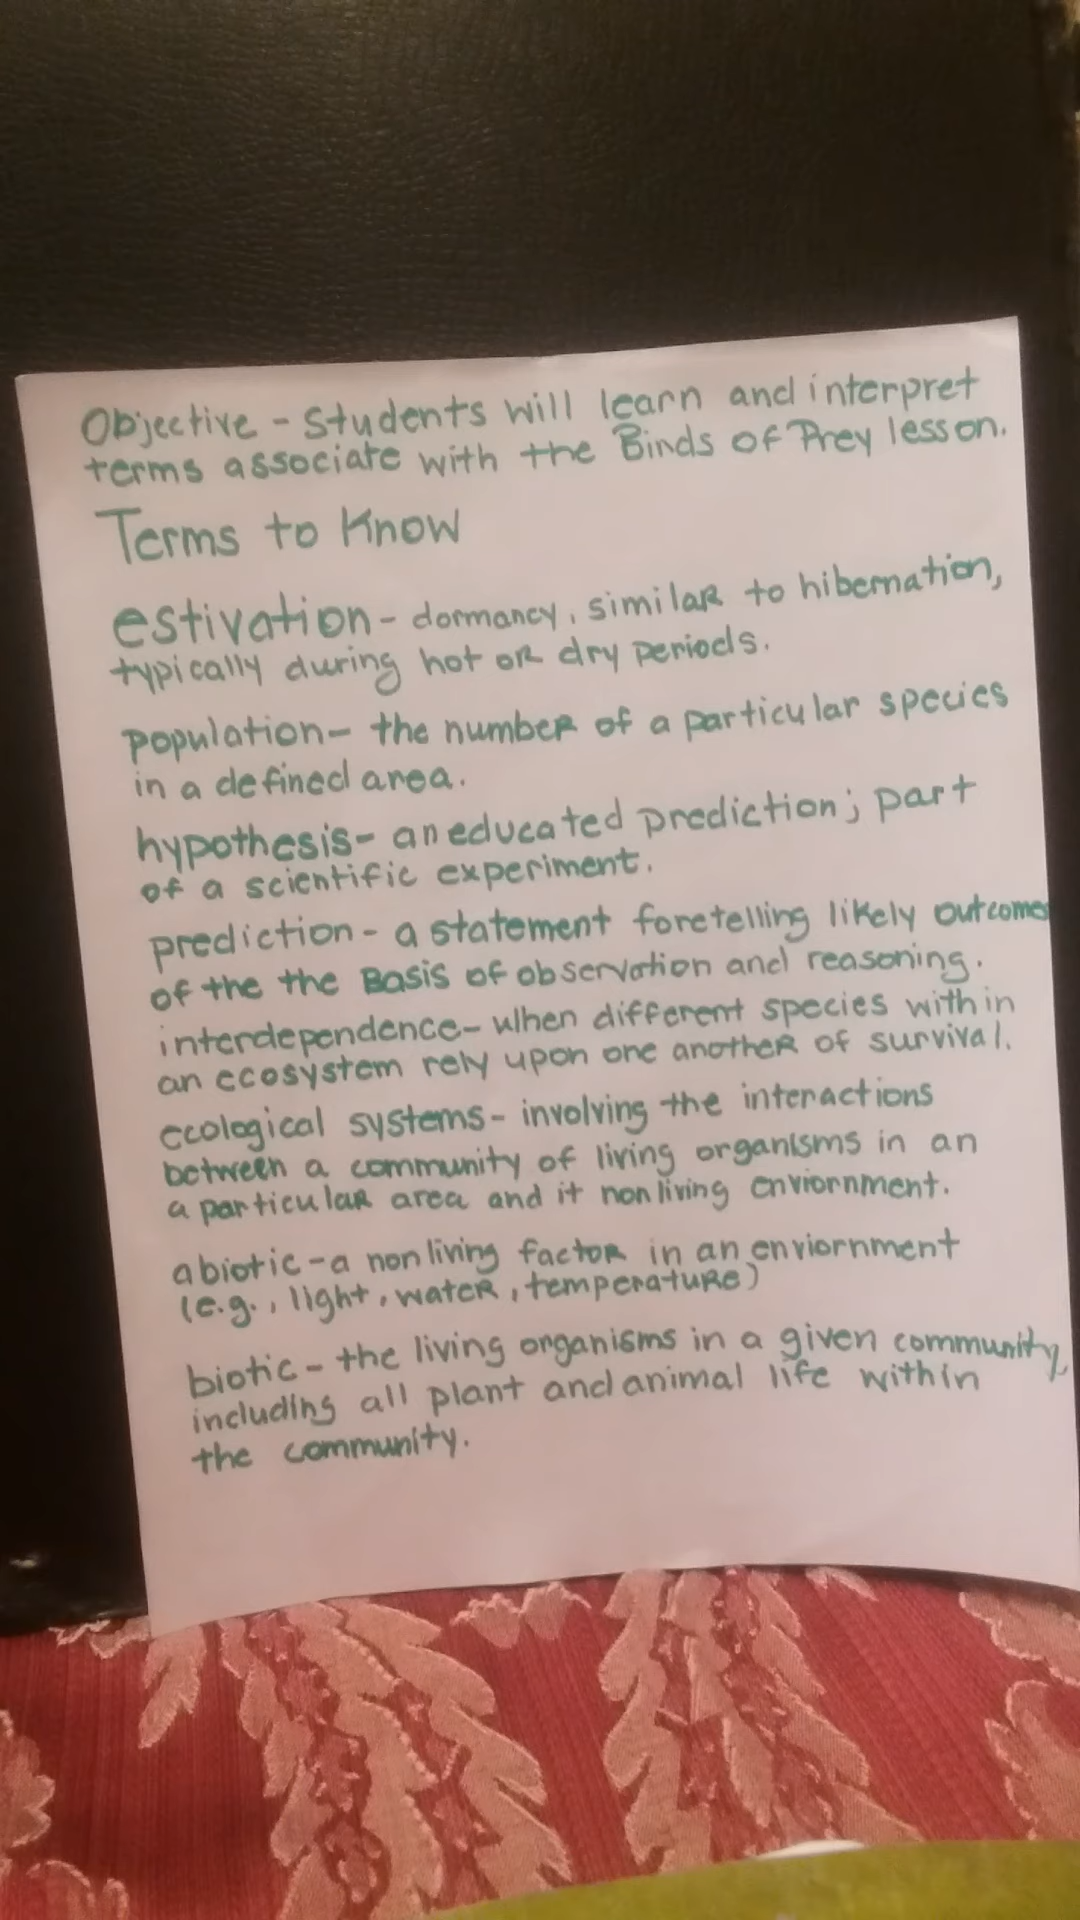 Objective - Students will learn and interpret
terms associate with the Binds of Prey lesson.
Terms to Know
estivation - dormancy, similar to hibernation,
typically during hot or dry periods.
population - the number of a particular species
in a defined area.
hypothesis - an educated prediction; part
of a scientific experiment.
prediction - a statement foretelling likely outcomes
of the the Basis of observation and reasoning.
interdependence - when different species within
an ecosystem rely upon one another of survival.
ecological systems - involving the interactions
between a community of living organisms in an
a particular area and it nonliving enviornment.
abiotic - a nonliving factor in an enviornment
(e.g., light, water, temperature)
biotic - the living organisms in a given community,
including all plant and animal life within
the community.